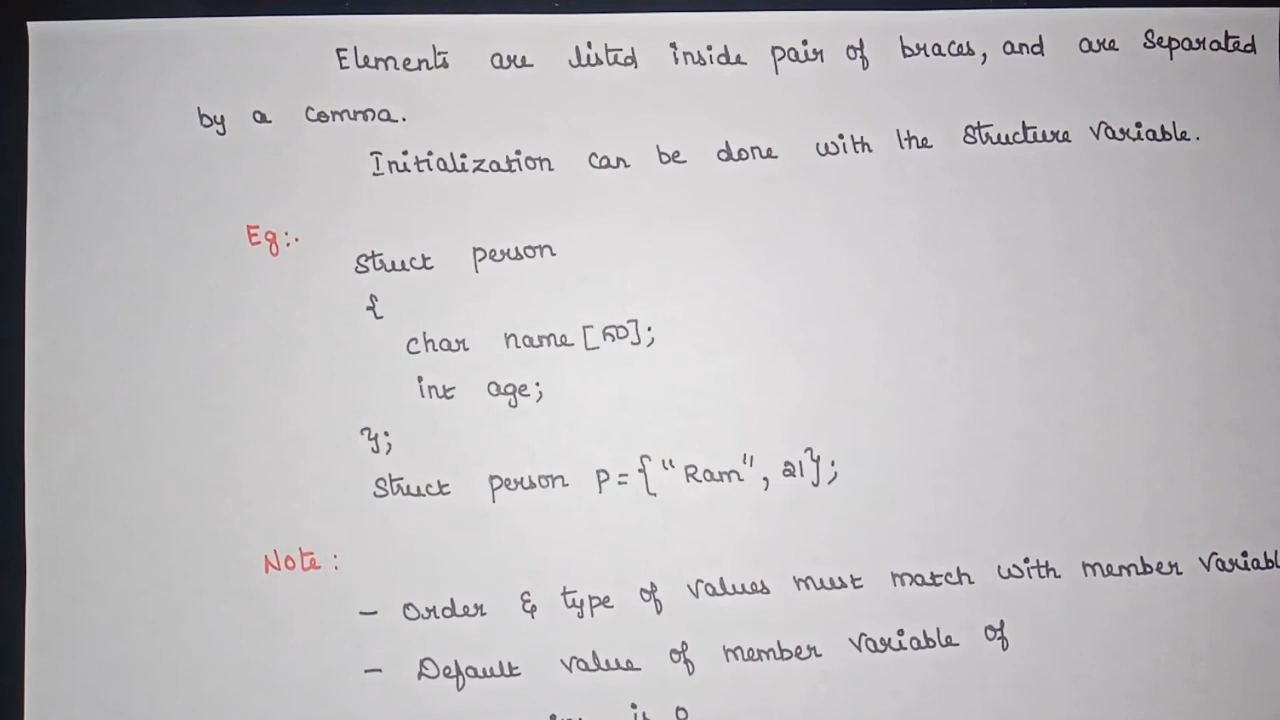 Elements are listed inside pair of braces, and are separated
by a comma.
Initialization can be done with the structure variable.
Eg:.
struct person
{
char name [50];
int age;
};
struct person P = {"Ram", 21};
Note :
- Order & type of values must match with member variabl
- Default value of member variable of
is 0